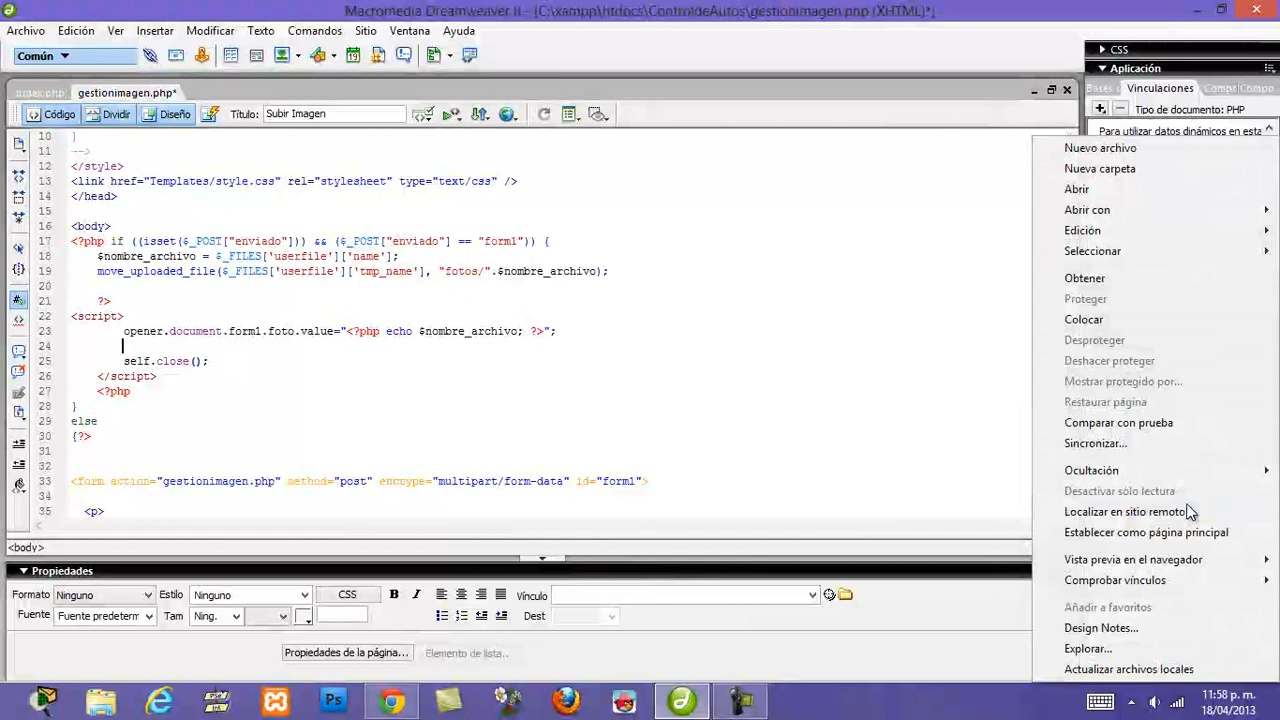 Macromedia Dreamweaver 8 - [C:\xampp\htdocs\ControldeAutos\gestionimagen.php (XHTML)*]
Archivo Edición Ver Insertar Modificar Texto Comandos Sitio Ventana Ayuda
Común
CSS
Aplicación
index.php gestionimagen.php*
Bases d Vinculaciones Compo Compo
Código Dividir Diseño Título: Subir Imagen
Tipo de documento: PHP
Para utilizar datos dinámicos en esta
10 }
11 -->
12 </style>
13 <link href="Templates/style.css" rel="stylesheet" type="text/css" />
14 </head>
15
16 <body>
17 <?php if ((isset($_POST["enviado"])) && ($_POST["enviado"] == "form1")) {
18 $nombre_archivo = $_FILES['userfile']['name'];
19 move_uploaded_file($_FILES['userfile']['tmp_name'], "fotos/".$nombre_archivo);
20
21 ?>
22 <script>
23 opener.document.form1.foto.value="<?php echo $nombre_archivo; ?>";
24
25 self.close();
26 </script>
27 <?php
28 }
29 else
30 {?>
31
32
33 <form action="gestionimagen.php" method="post" enctype="multipart/form-data" id="form1">
34
35 <p>
<body>
Nuevo archivo
Nueva carpeta
Abrir
Abrir con
Edición
Seleccionar
Obtener
Proteger
Colocar
Desproteger
Deshacer proteger
Mostrar protegido por...
Restaurar página
Comparar con prueba
Sincronizar...
Ocultación
Desactivar sólo lectura
Localizar en sitio remoto
Establecer como página principal
Vista previa en el navegador
Comprobar vínculos
Añadir a favoritos
Design Notes...
Explorar...
Actualizar archivos locales
Propiedades
Formato Ninguno Estilo Ninguno CSS B I Vínculo
Fuente Fuente predeterm Tam Ning. Dest
Propiedades de la página... Elemento de lista...
Ps
11:58 p. m.
18/04/2013